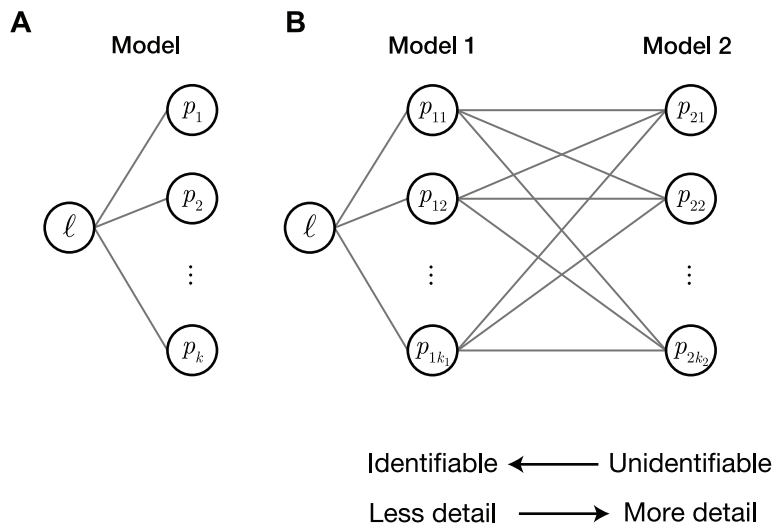 A
B
Model
Model 1
Model 2
p₁
p₁₁
p₂₁
p₂
p₁₂
p₂₂
ℓ
ℓ
⋮
⋮
⋮
pₖ
p₁ₖ₁
p₂ₖ₂
Identifiable
Unidentifiable
Less detail
More detail